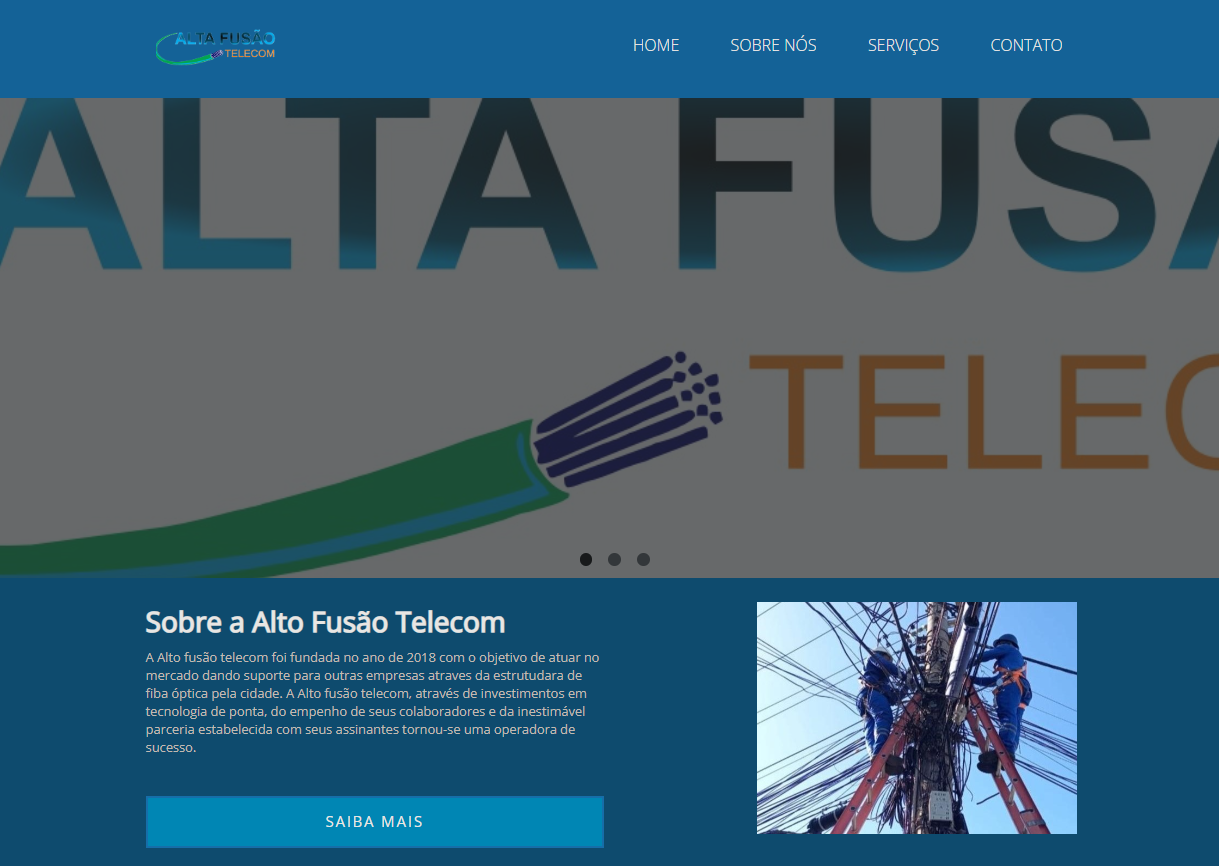 ALTA FUSÃO
TELECOM
HOME
SOBRE NÓS
SERVIÇOS
CONTATO
ALTA FUSÃ
TELEC
Sobre a Alto Fusão Telecom
A Alto fusão telecom foi fundada no ano de 2018 com o objetivo de atuar no
mercado dando suporte para outras empresas atraves da estrutudara de
fiba óptica pela cidade. A Alto fusão telecom, através de investimentos em
tecnologia de ponta, do empenho de seus colaboradores e da inestimável
parceria estabelecida com seus assinantes tornou-se uma operadora de
sucesso.
SAIBA MAIS